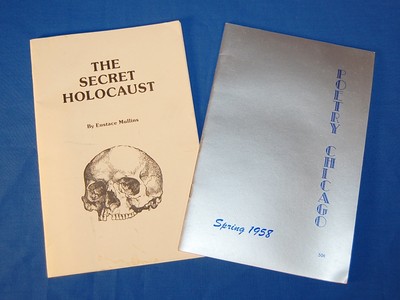 THE
SECRET
HOLOCAUST
By Eustace Mullins
POETRY CHICAGO
Spring 1958
50¢